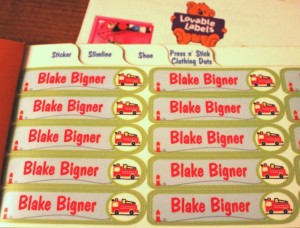 Lovable
Labels
Sticker Slimline Shoe Press n' Stick
Clothing Dots
Blake Bigner Blake Bigner
Blake Bigner Blake Bigner
Blake Bigner Blake Bigner
Blake Bigner Blake Bigner
Blake Bigner Blake Bigner